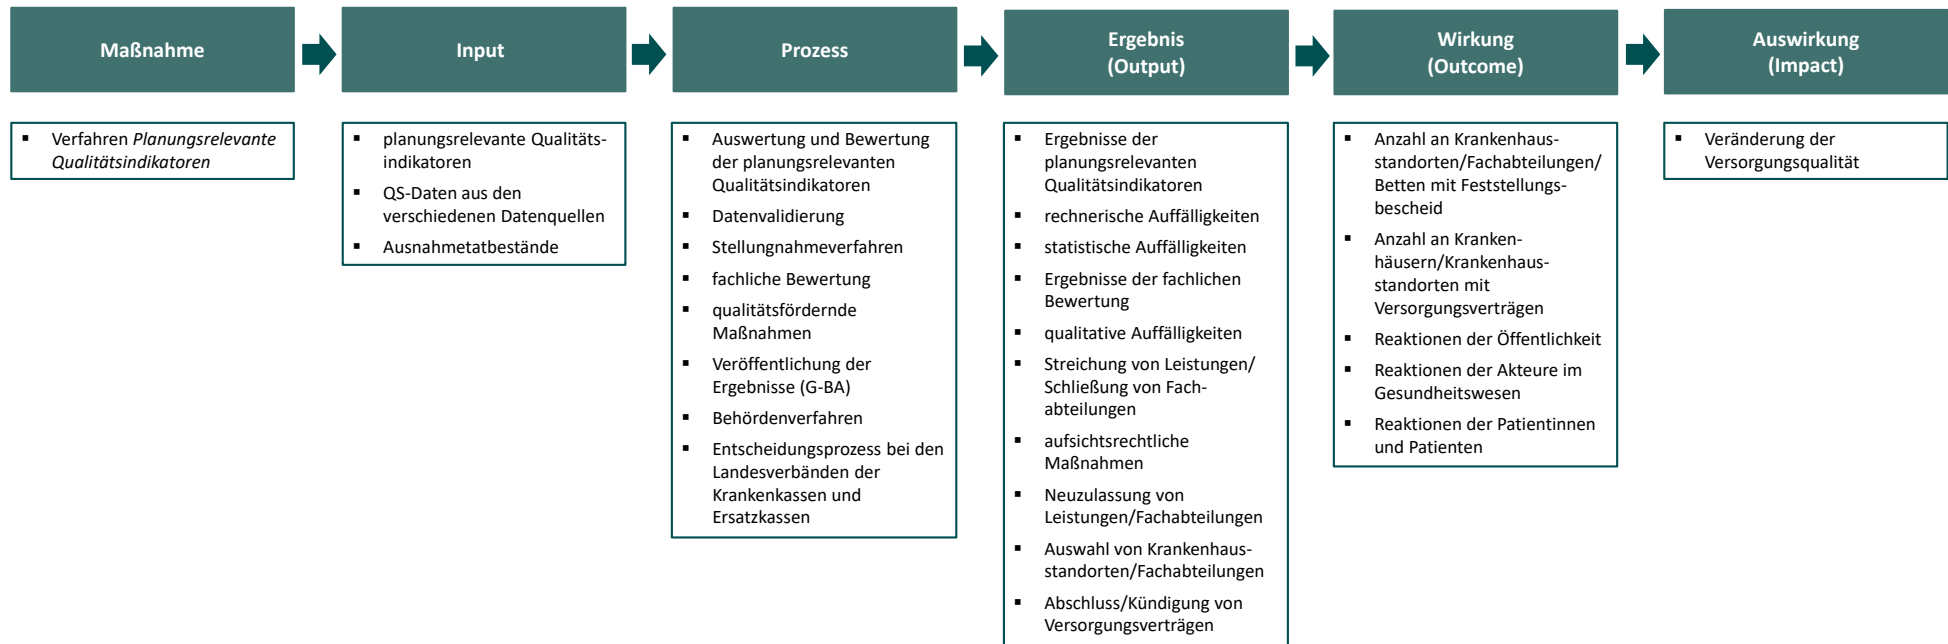 Maßnahme
Input
Prozess
Ergebnis
(Output)
Wirkung
(Outcome)
Auswirkung
(Impact)
▪ Verfahren Planungsrelevante
Qualitätsindikatoren
▪ planungsrelevante Qualitäts-
indikatoren
▪ QS-Daten aus den
verschiedenen Datenquellen
▪ Ausnahmetatbestände
▪ Auswertung und Bewertung
der planungsrelevanten
Qualitätsindikatoren
▪ Datenvalidierung
▪ Stellungnahmeverfahren
▪ fachliche Bewertung
▪ qualitätsfördernde
Maßnahmen
▪ Veröffentlichung der
Ergebnisse (G-BA)
▪ Behördenverfahren
▪ Entscheidungsprozess bei den
Landesverbänden der
Krankenkassen und
Ersatzkassen
▪ Ergebnisse der
planungsrelevanten
Qualitätsindikatoren
▪ rechnerische Auffälligkeiten
▪ statistische Auffälligkeiten
▪ Ergebnisse der fachlichen
Bewertung
▪ qualitative Auffälligkeiten
▪ Streichung von Leistungen/
Schließung von Fach-
abteilungen
▪ aufsichtsrechtliche
Maßnahmen
▪ Neuzulassung von
Leistungen/Fachabteilungen
▪ Auswahl von Krankenhaus-
standorten/Fachabteilungen
▪ Abschluss/Kündigung von
Versorgungsverträgen
▪ Anzahl an Krankenhaus-
standorten/Fachabteilungen/
Betten mit Feststellungs-
bescheid
▪ Anzahl an Kranken-
häusern/Krankenhaus-
standorten mit
Versorgungsverträgen
▪ Reaktionen der Öffentlichkeit
▪ Reaktionen der Akteure im
Gesundheitswesen
▪ Reaktionen der Patientinnen
und Patienten
▪ Veränderung der
Versorgungsqualität